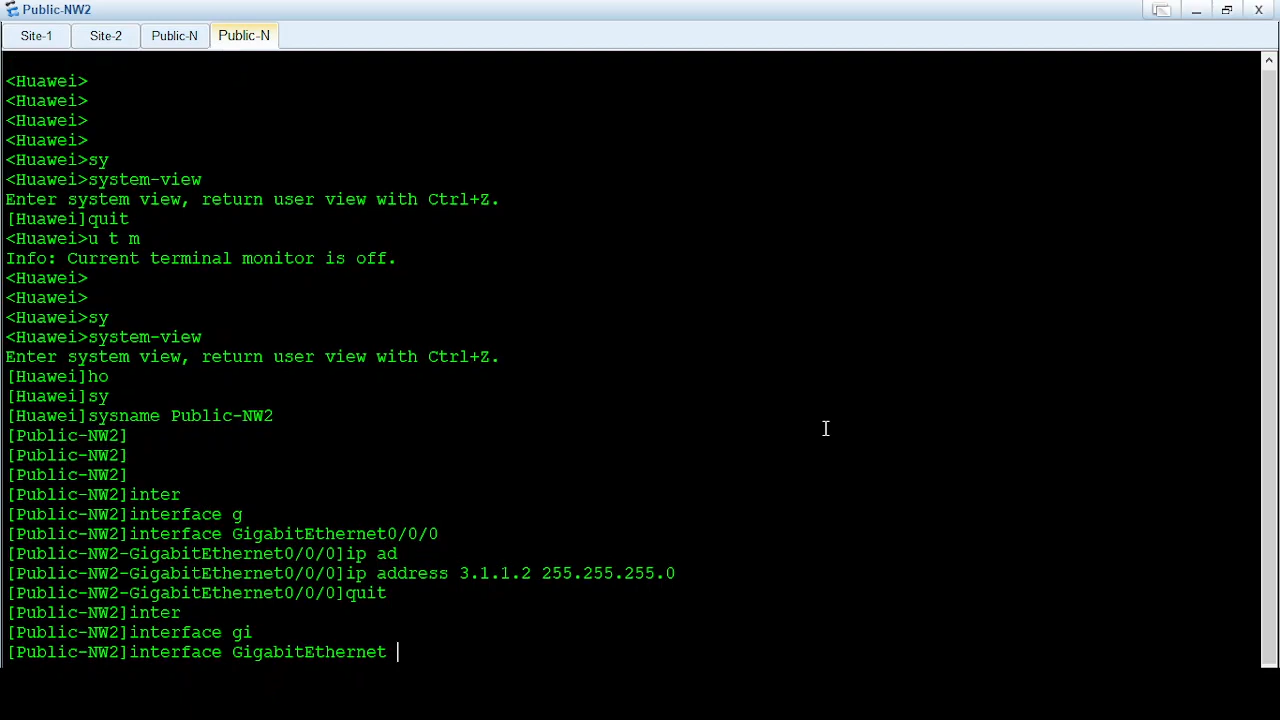 Public-NW2
Site-1 Site-2 Public-N Public-N
<Huawei>
<Huawei>
<Huawei>
<Huawei>
<Huawei>sy
<Huawei>system-view
Enter system view, return user view with Ctrl+Z.
[Huawei]quit
<Huawei>u t m
Info: Current terminal monitor is off.
<Huawei>
<Huawei>
<Huawei>sy
<Huawei>system-view
Enter system view, return user view with Ctrl+Z.
[Huawei]ho
[Huawei]sy
[Huawei]sysname Public-NW2
[Public-NW2]
[Public-NW2]
[Public-NW2]
[Public-NW2]inter
[Public-NW2]interface g
[Public-NW2]interface GigabitEthernet0/0/0
[Public-NW2-GigabitEthernet0/0/0]ip ad
[Public-NW2-GigabitEthernet0/0/0]ip address 3.1.1.2 255.255.255.0
[Public-NW2-GigabitEthernet0/0/0]quit
[Public-NW2]inter
[Public-NW2]interface gi
[Public-NW2]interface GigabitEthernet